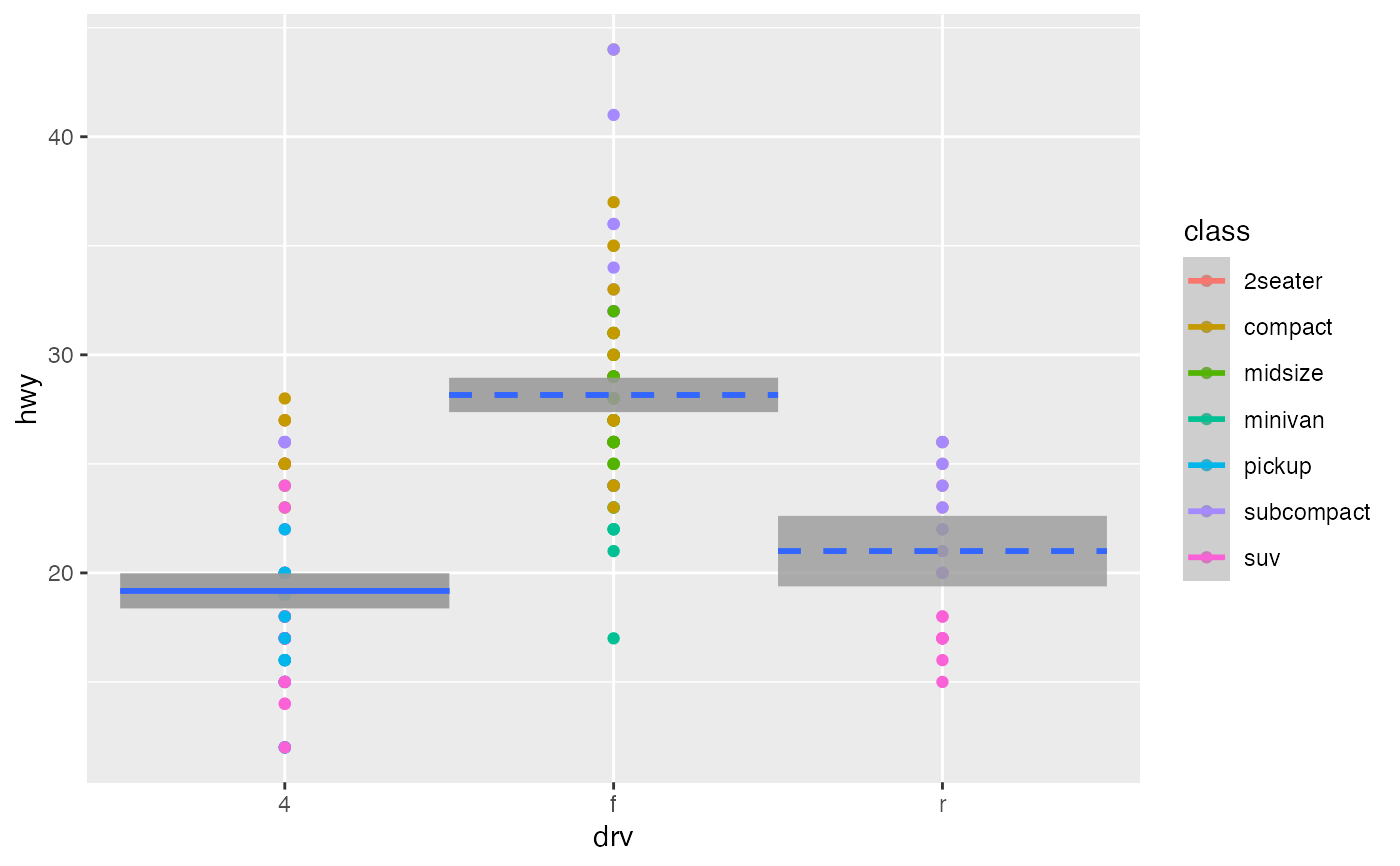 hwy
40
30
20
4
f
r
drv
class
2seater
compact
midsize
minivan
pickup
subcompact
suv